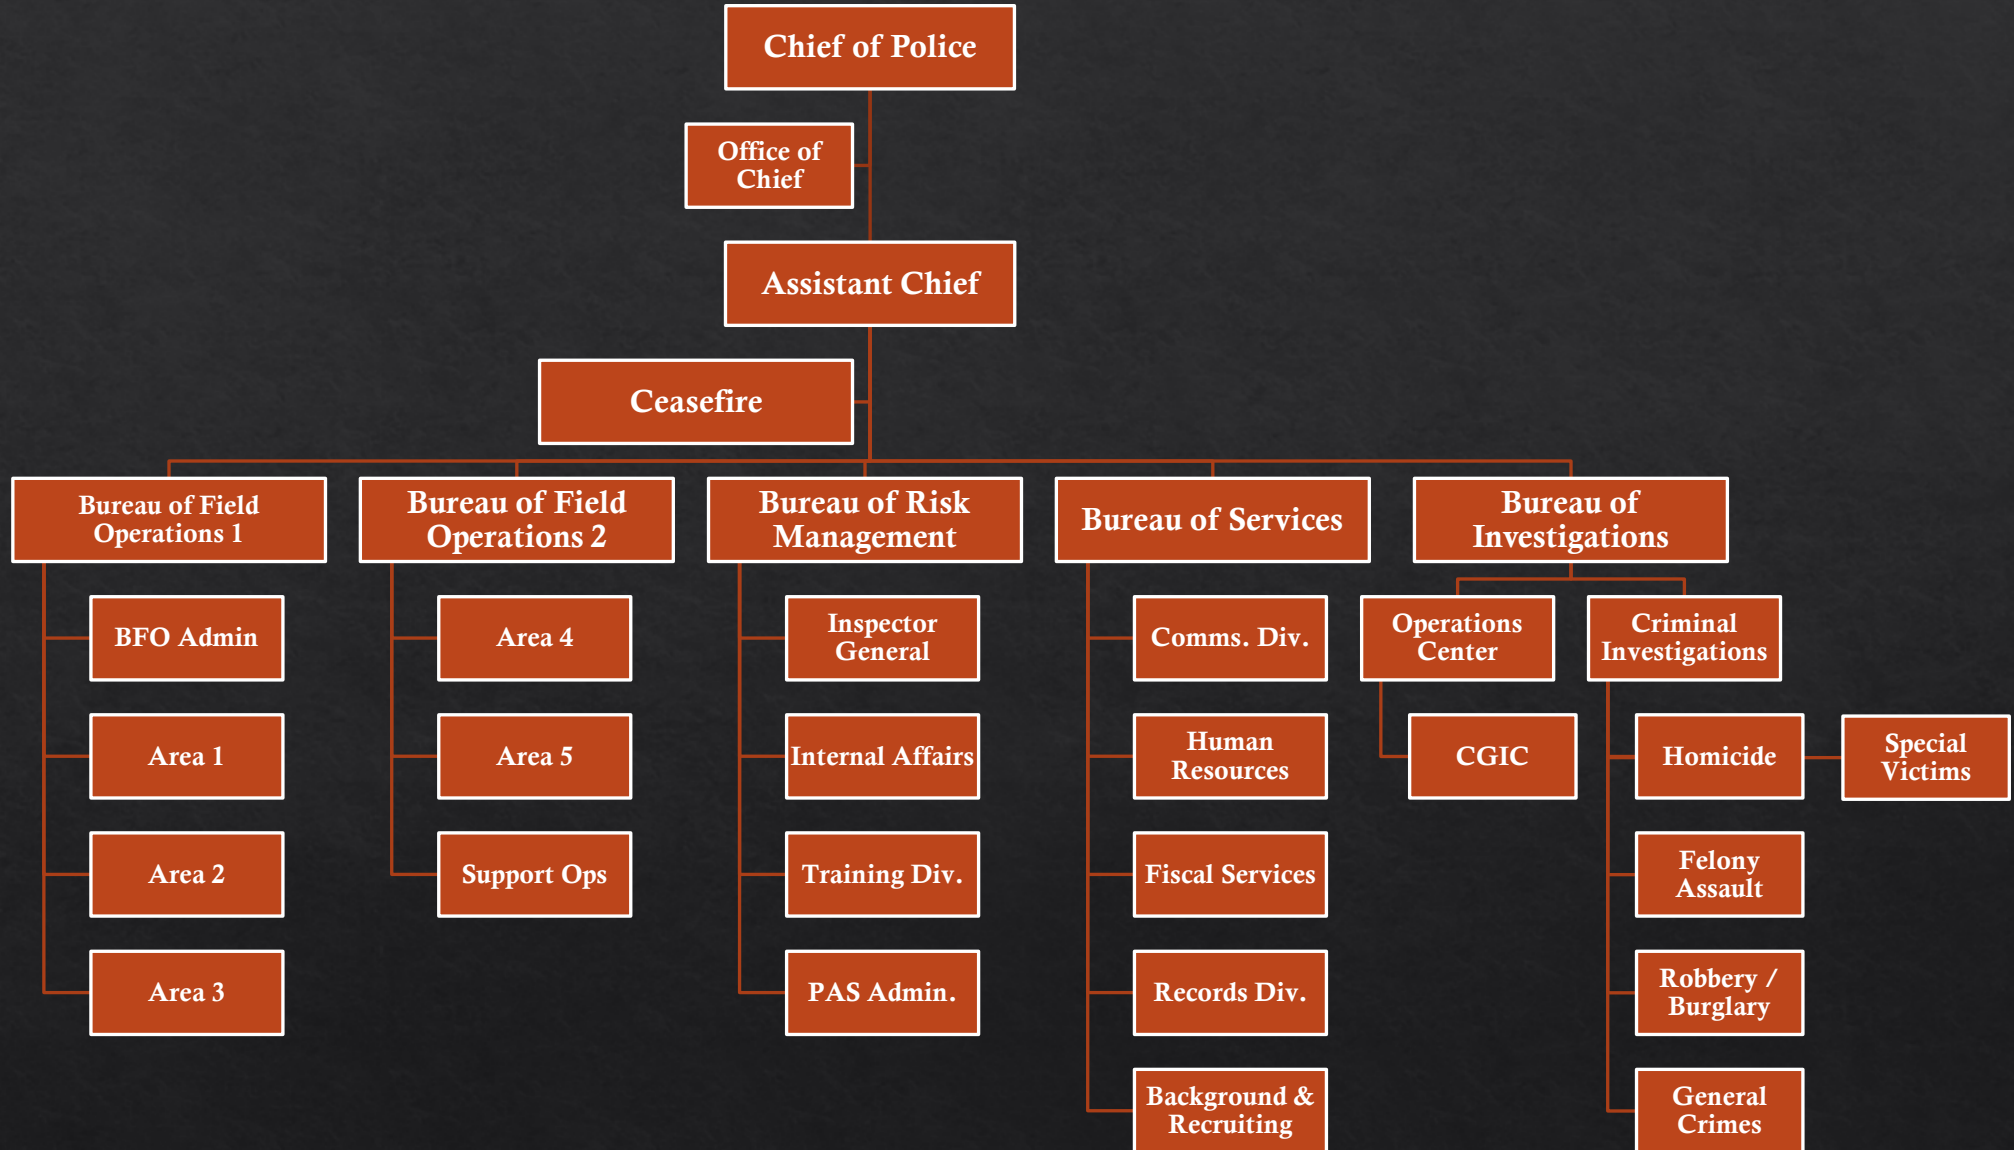 Chief of Police
Office of
Chief
Assistant Chief
Ceasefire
Bureau of Field
Operations 1
Bureau of Field
Operations 2
Bureau of Risk
Management
Bureau of Services
Bureau of
Investigations
BFO Admin
Area 1
Area 2
Area 3
Area 4
Area 5
Support Ops
Inspector
General
Internal Affairs
Training Div.
PAS Admin.
Comms. Div.
Human
Resources
Fiscal Services
Records Div.
Background &
Recruiting
Operations
Center
CGIC
Criminal
Investigations
Homicide
Special
Victims
Felony
Assault
Robbery /
Burglary
General
Crimes